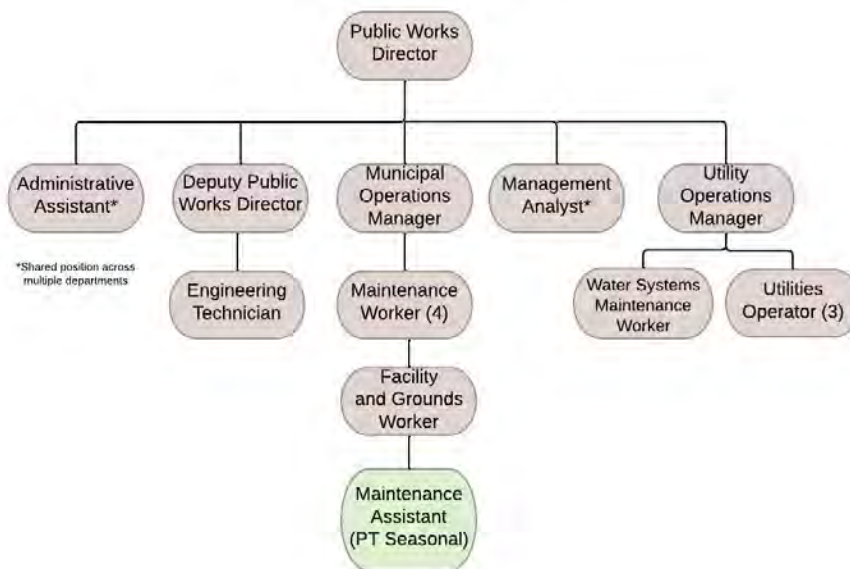 Public Works
Director
Administrative
Assistant*
Deputy Public
Works Director
Municipal
Operations
Manager
Management
Analyst*
Utility
Operations
Manager
*Shared position across
multiple departments
Engineering
Technician
Maintenance
Worker (4)
Water Systems
Maintenance
Worker
Utilities
Operator (3)
Facility
and Grounds
Worker
Maintenance
Assistant
(PT Seasonal)